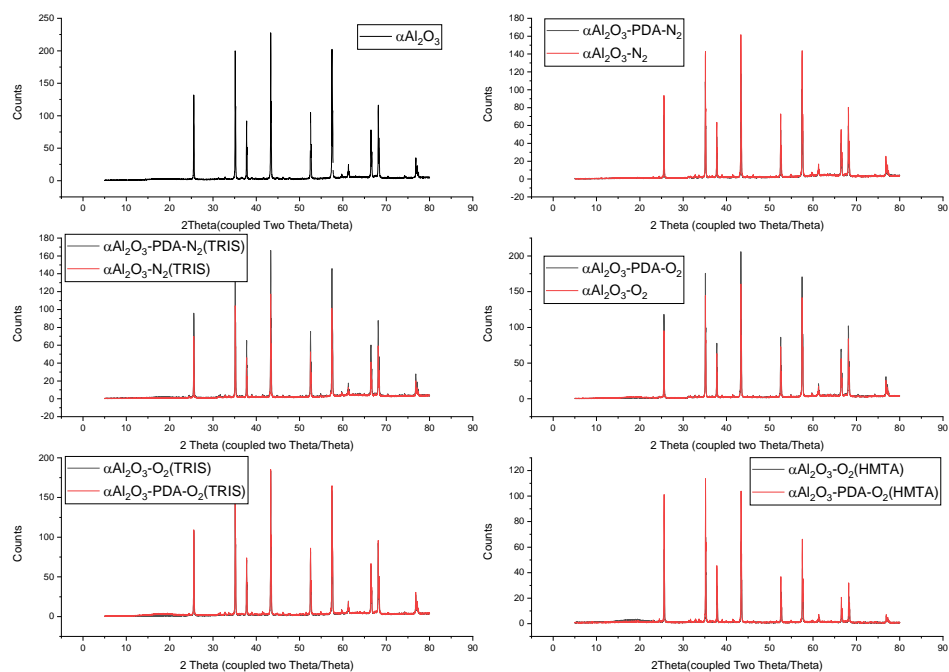 αAl₂O₃
Counts
250
200
150
100
50
0
0 10 20 30 40 50 60 70 80 90
2Theta(coupled Two Theta/Theta)
αAl₂O₃-PDA-N₂
αAl₂O₃-N₂
Counts
180
160
140
120
100
80
60
40
20
0
-20
0 10 20 30 40 50 60 70 80 90
2 Theta (coupled two Theta/Theta)
αAl₂O₃-PDA-N₂(TRIS)
αAl₂O₃-N₂(TRIS)
Counts
180
160
140
120
100
80
60
40
20
0
-20
0 10 20 30 40 50 60 70 80 90
2 Theta (coupled two Theta/Theta)
αAl₂O₃-PDA-O₂
αAl₂O₃-O₂
Counts
200
150
100
50
0
0 10 20 30 40 50 60 70 80 90
2 Theta (coupled two Theta/Theta)
αAl₂O₃-O₂(TRIS)
αAl₂O₃-PDA-O₂(TRIS)
Counts
200
150
100
50
0
0 10 20 30 40 50 60 70 80 90
2 Theta (coupled two Theta/Theta)
αAl₂O₃-O₂(HMTA)
αAl₂O₃-PDA-O₂(HMTA)
Counts
120
100
80
60
40
20
0
0 10 20 30 40 50 60 70 80 90
2Theta(coupled Two Theta/Theta)